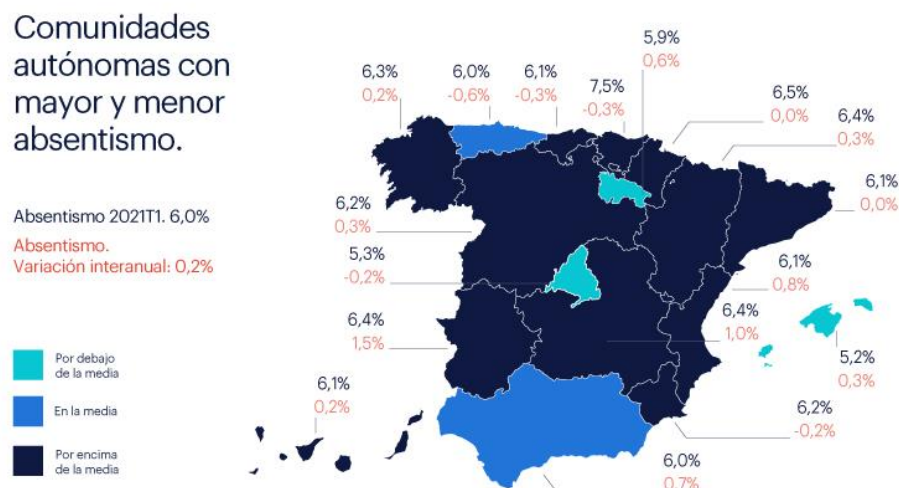 Comunidades
autónomas con
mayor y menor
absentismo.
Absentismo 2021T1. 6,0%
Absentismo.
Variación interanual: 0,2%
Por debajo
de la media
En la media
Por encima
de la media
6,3%
0,2%
6,0%
-0,6%
6,1%
-0,3%
7,5%
-0,3%
5,9%
0,6%
6,5%
0,0%
6,4%
0,3%
6,1%
0,0%
6,2%
0,3%
5,3%
-0,2%
6,4%
1,5%
6,1%
0,2%
6,1%
0,8%
6,4%
1,0%
5,2%
0,3%
6,2%
-0,2%
6,0%
0,7%